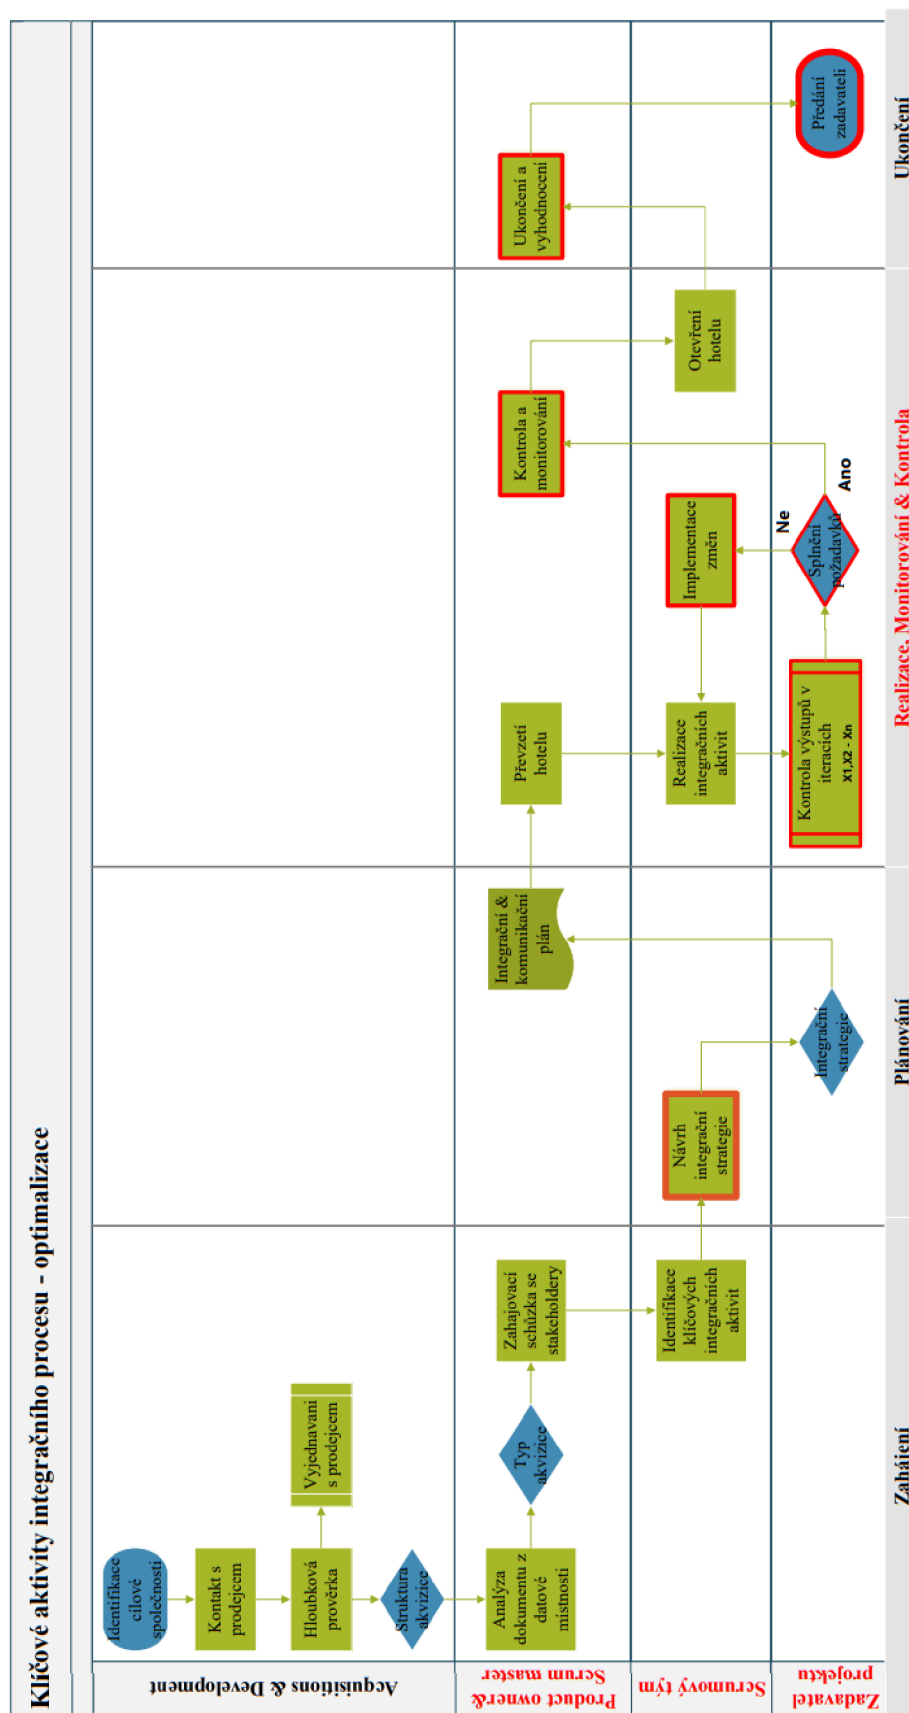 Klíčové aktivity integračního procesu - optimalizace
Acquisitions & Development
Identifikace
cílové
společnosti
Kontakt s
prodejcem
Hloubková
prověrka
Vyjednavani
s prodejcem
Struktura
akvizice
Product owner&
Scrum master
Analýza
dokumentu z
datové
místnosti
Typ
akvizice
Zahajovací
schůzka se
stakeholdery
Integrační &
komunikační
plán
Převzetí
hotelu
Kontrola a
monitorování
Ukončení a
vyhodnocení
Scrumový tým
Identifikace
klíčových
integračních
aktivit
Návrh
integrační
strategie
Realizace
integračních
aktivit
Implementace
změn
Otevření
hotelu
Zadavatel
projektu
Integrační
strategie
Kontrola výstupů v
iteracích
X1,X2 - Xn
Splnění
požadavků
Ne
Ano
Předání
zadavateli
Zahájení
Plánování
Realizace, Monitorování & Kontrola
Ukončení